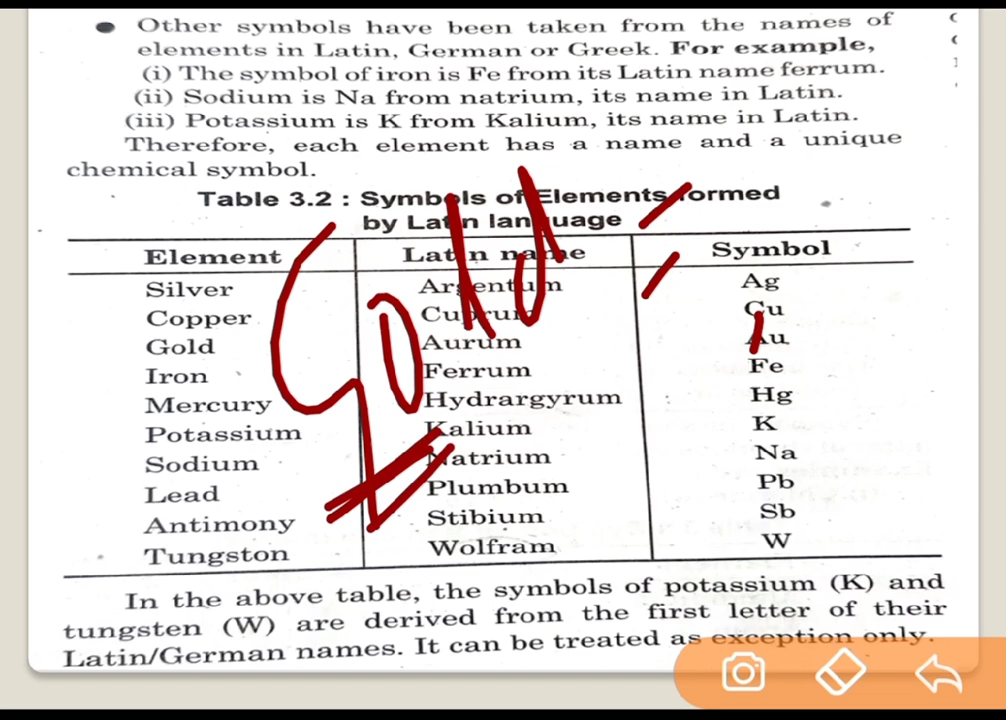 • Other symbols have been taken from the names of
elements in Latin, German or Greek. For example,
(i) The symbol of iron is Fe from its Latin name ferrum.
(ii) Sodium is Na from natrium, its name in Latin.
(iii) Potassium is K from Kalium, its name in Latin.
Therefore, each element has a name and a unique
chemical symbol.
Table 3.2 : Symbols of Elements formed
by Latin language
Element Latin name Symbol
Silver Argentum Ag
Copper Cuprum Cu
Gold Aurum Au
Iron Ferrum Fe
Mercury Hydrargyrum Hg
Potassium Kalium K
Sodium Natrium Na
Lead Plumbum Pb
Antimony Stibium Sb
Tungston Wolfram W
Gold
In the above table, the symbols of potassium (K) and
tungsten (W) are derived from the first letter of their
Latin/German names. It can be treated as exception only.